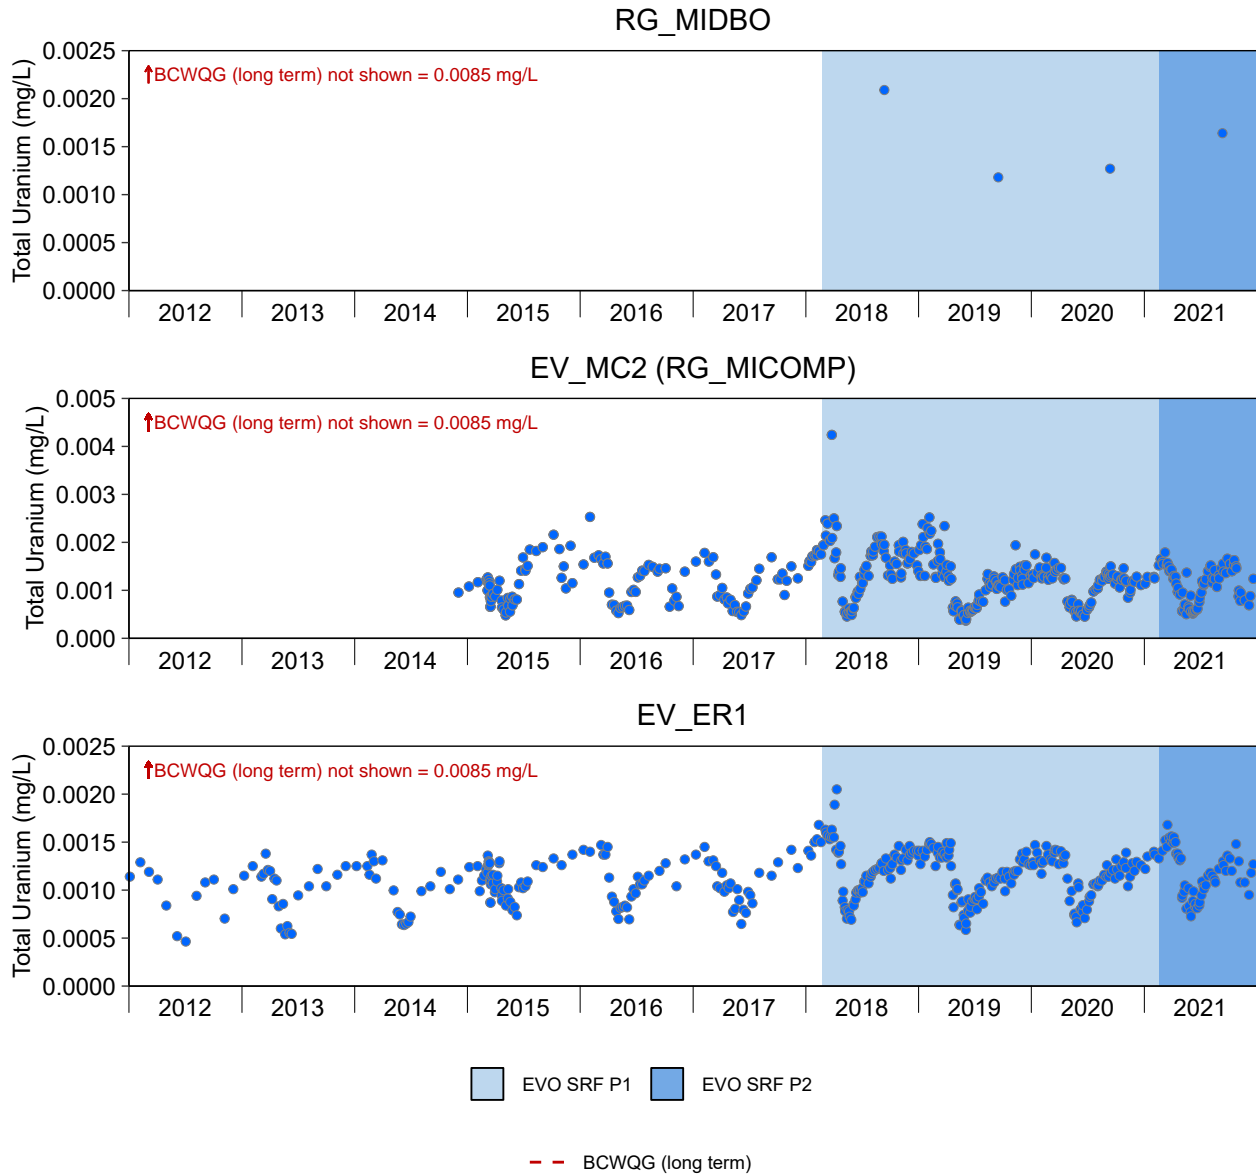 RG_MIDBO
Total Uranium (mg/L)
0.0025
0.0020
0.0015
0.0010
0.0005
0.0000
↑BCWQG (long term) not shown = 0.0085 mg/L
2012 2013 2014 2015 2016 2017 2018 2019 2020 2021
EV_MC2 (RG_MICOMP)
Total Uranium (mg/L)
0.005
0.004
0.003
0.002
0.001
0.000
↑BCWQG (long term) not shown = 0.0085 mg/L
2012 2013 2014 2015 2016 2017 2018 2019 2020 2021
EV_ER1
Total Uranium (mg/L)
0.0025
0.0020
0.0015
0.0010
0.0005
0.0000
↑BCWQG (long term) not shown = 0.0085 mg/L
2012 2013 2014 2015 2016 2017 2018 2019 2020 2021
EVO SRF P1 EVO SRF P2
BCWQG (long term)